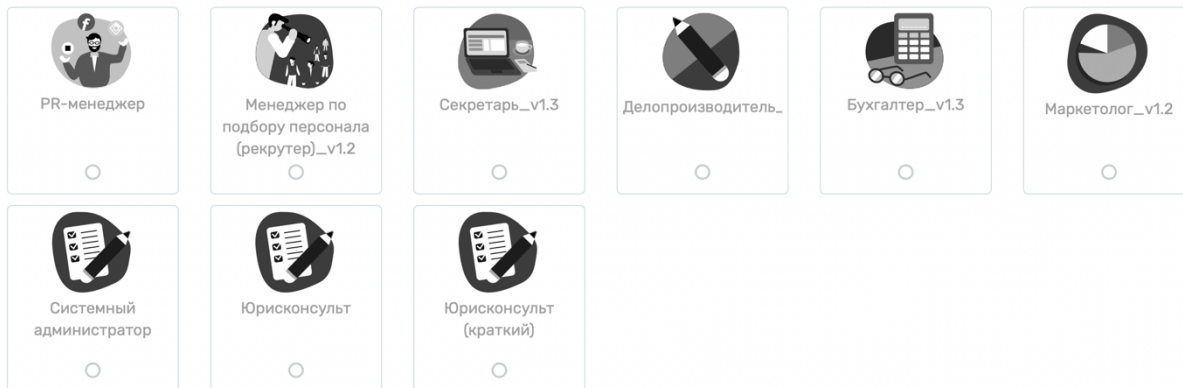 PR-менеджер
Менеджер по
подбору персонала
(рекрутер)_v1.2
Секретарь_v1.3
Делопроизводитель_
Бухгалтер_v1.3
Маркетолог_v1.2
Системный
администратор
Юрисконсульт
Юрисконсульт
(краткий)